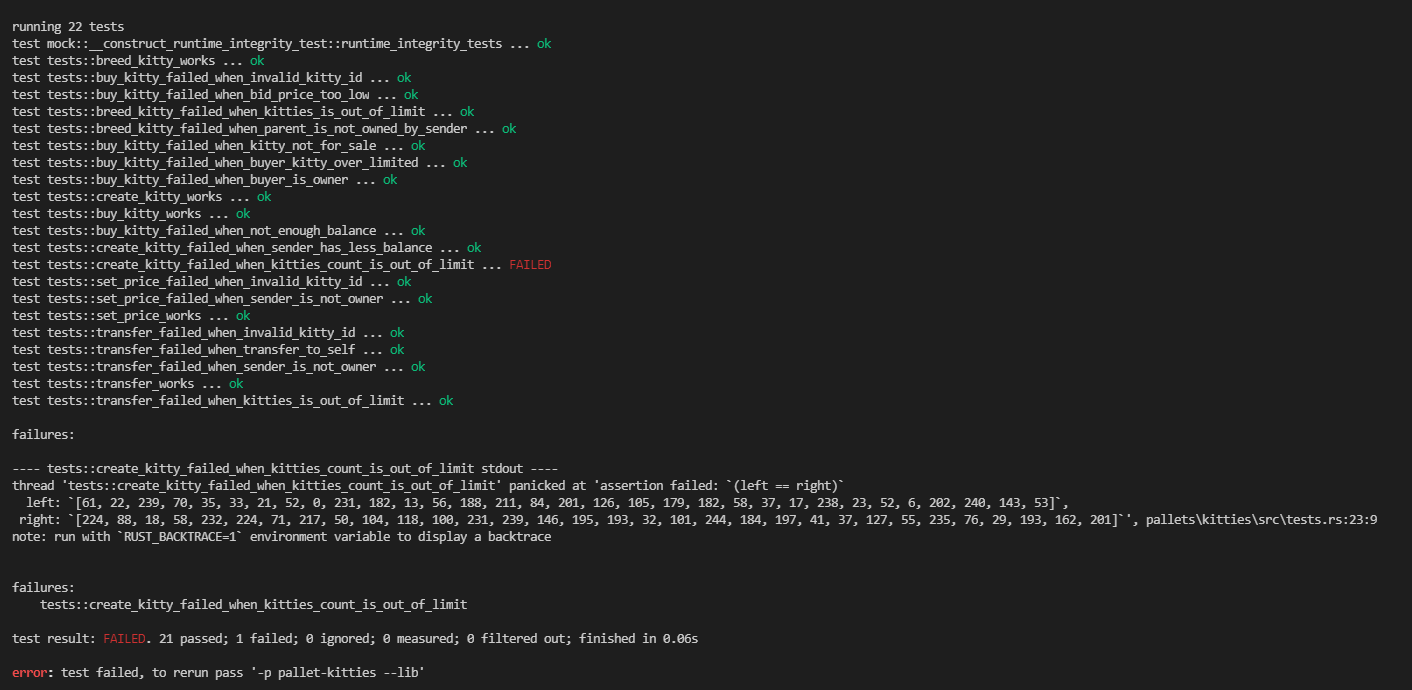 running 22 tests
test mock::__construct_runtime_integrity_test::runtime_integrity_tests ... ok
test tests::breed_kitty_works ... ok
test tests::buy_kitty_failed_when_invalid_kitty_id ... ok
test tests::buy_kitty_failed_when_bid_price_too_low ... ok
test tests::breed_kitty_failed_when_kitties_is_out_of_limit ... ok
test tests::breed_kitty_failed_when_parent_is_not_owned_by_sender ... ok
test tests::buy_kitty_failed_when_kitty_not_for_sale ... ok
test tests::buy_kitty_failed_when_buyer_kitty_over_limited ... ok
test tests::buy_kitty_failed_when_buyer_is_owner ... ok
test tests::create_kitty_works ... ok
test tests::buy_kitty_works ... ok
test tests::buy_kitty_failed_when_not_enough_balance ... ok
test tests::create_kitty_failed_when_sender_has_less_balance ... ok
test tests::create_kitty_failed_when_kitties_count_is_out_of_limit ... FAILED
test tests::set_price_failed_when_invalid_kitty_id ... ok
test tests::set_price_failed_when_sender_is_not_owner ... ok
test tests::set_price_works ... ok
test tests::transfer_failed_when_invalid_kitty_id ... ok
test tests::transfer_failed_when_transfer_to_self ... ok
test tests::transfer_failed_when_sender_is_not_owner ... ok
test tests::transfer_works ... ok
test tests::transfer_failed_when_kitties_is_out_of_limit ... ok
failures:
---- tests::create_kitty_failed_when_kitties_count_is_out_of_limit stdout ----
thread 'tests::create_kitty_failed_when_kitties_count_is_out_of_limit' panicked at 'assertion failed: `(left == right)`
left: `[61, 22, 239, 70, 35, 33, 21, 52, 0, 231, 182, 13, 56, 188, 211, 84, 201, 126, 105, 179, 182, 58, 37, 17, 238, 23, 52, 6, 202, 240, 143, 53]`,
right: `[224, 88, 18, 58, 232, 224, 71, 217, 50, 104, 118, 100, 231, 239, 146, 195, 193, 32, 101, 244, 184, 197, 41, 37, 127, 55, 235, 76, 29, 193, 162, 201]`', pallets\kitties\src\tests.rs:23:9
note: run with `RUST_BACKTRACE=1` environment variable to display a backtrace
failures:
tests::create_kitty_failed_when_kitties_count_is_out_of_limit
test result: FAILED. 21 passed; 1 failed; 0 ignored; 0 measured; 0 filtered out; finished in 0.06s
error: test failed, to rerun pass '-p pallet-kitties --lib'